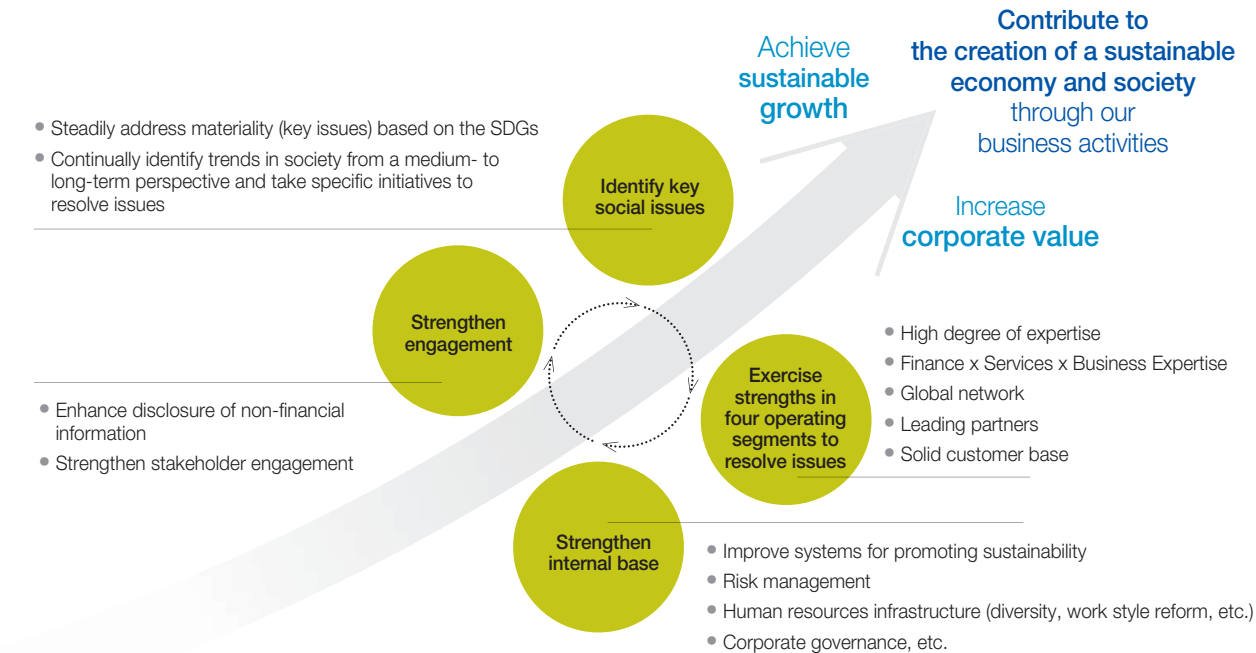 Contribute to
the creation of a sustainable
economy and society
through our
business activities
Achieve
sustainable
growth
Increase
corporate value
• Steadily address materiality (key issues) based on the SDGs
• Continually identify trends in society from a medium- to
long-term perspective and take specific initiatives to
resolve issues
Identify key
social issues
Strengthen
engagement
• Enhance disclosure of non-financial
information
• Strengthen stakeholder engagement
Exercise
strengths in
four operating
segments to
resolve issues
• High degree of expertise
• Finance x Services x Business Expertise
• Global network
• Leading partners
• Solid customer base
Strengthen
internal base
• Improve systems for promoting sustainability
• Risk management
• Human resources infrastructure (diversity, work style reform, etc.)
• Corporate governance, etc.